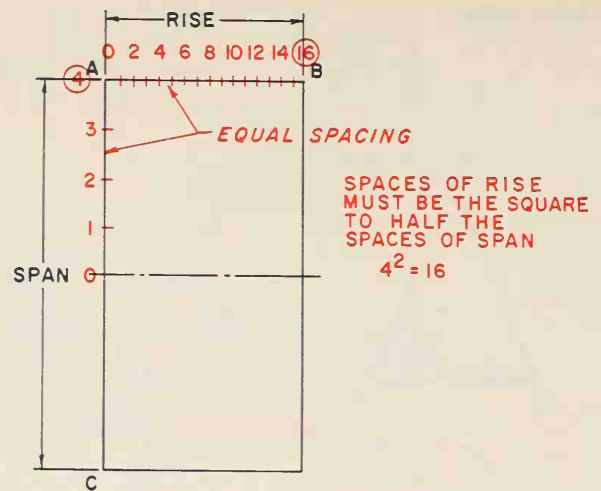 RISE
0 2 4 6 8 10 12 14 16
A B
4
3
EQUAL SPACING
2
SPACES OF RISE
MUST BE THE SQUARE
TO HALF THE
SPACES OF SPAN
4² = 16
1
SPAN 0
C